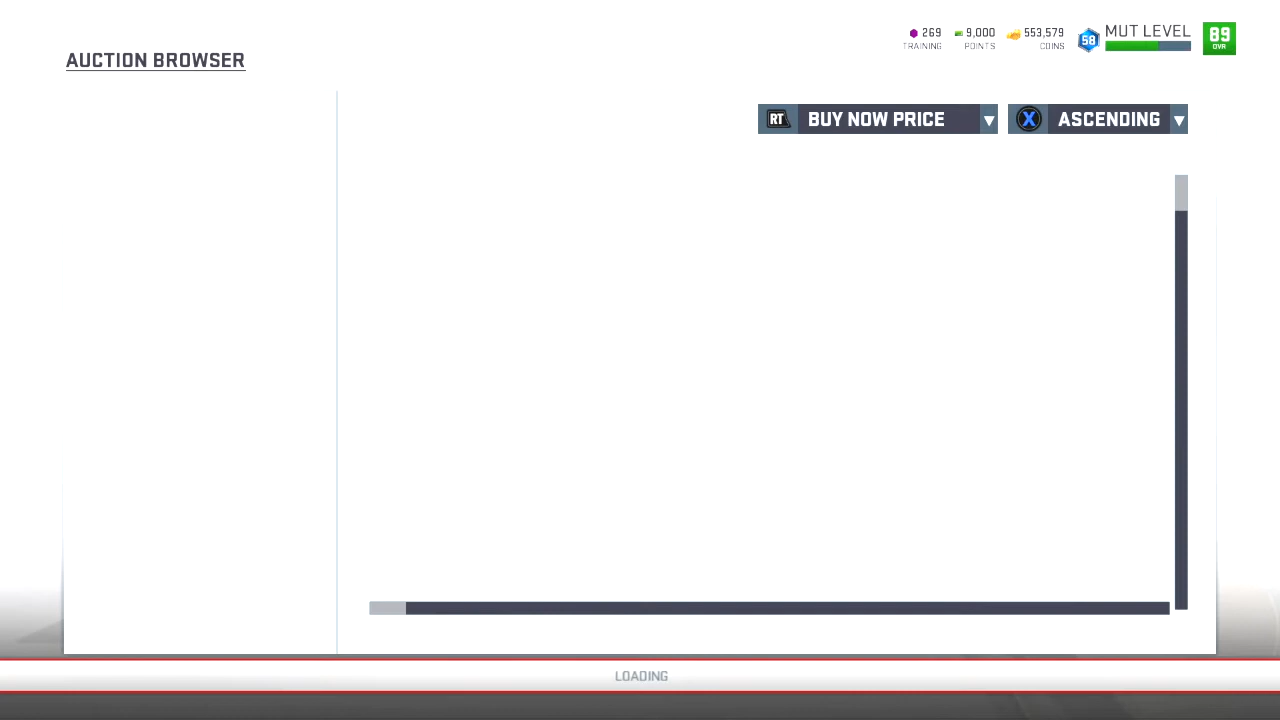 AUCTION BROWSER
269 TRAINING
9,000 POINTS
553,579 COINS
58
MUT LEVEL
89 OVR
RT BUY NOW PRICE
X ASCENDING
LOADING